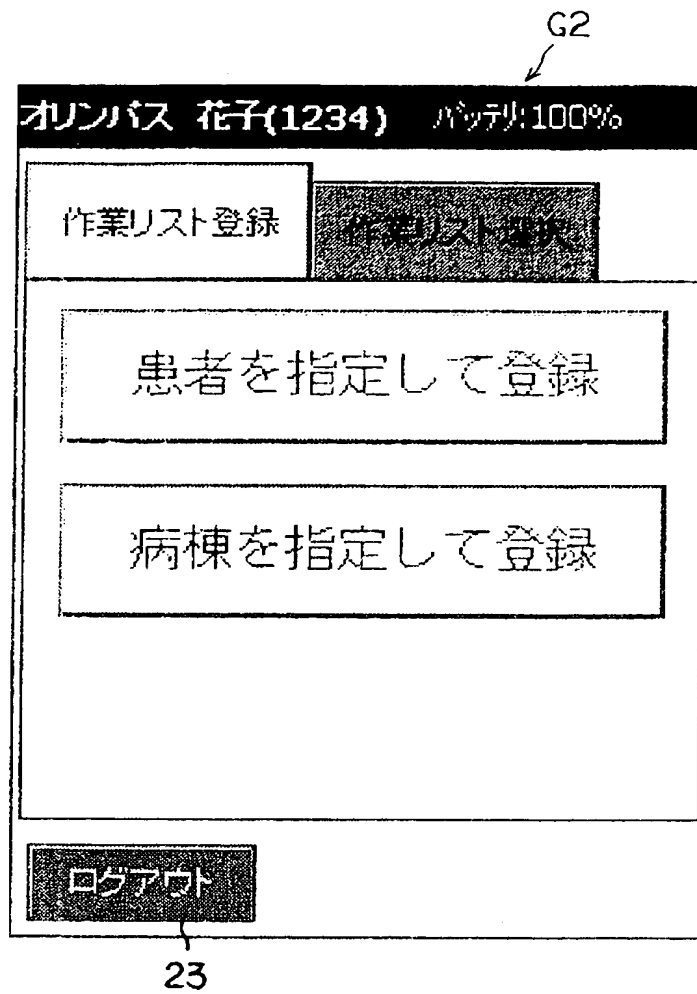 G2
オリンパス 花子(1234) バッテリ:100%
作業リスト登録 作業リスト選択
患者を指定して登録
病棟を指定して登録
ログアウト
23